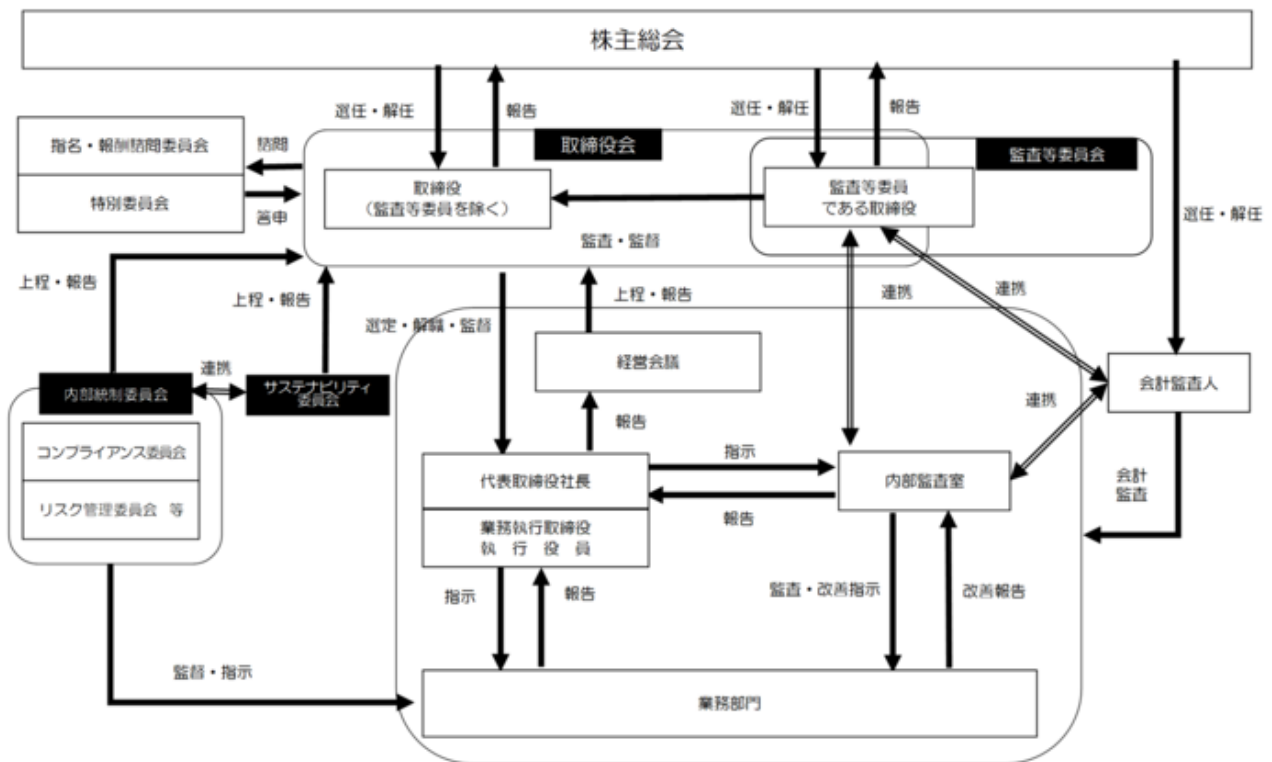 株主総会
選任・解任
報告
選任・解任
報告
選任・解任
指名・報酬諮問委員会
特別委員会
諮問
答申
取締役会
監査等委員会
取締役
(監査等委員を除く)
監査等委員
である取締役
監査・監督
上程・報告
上程・報告
選定・解職・監督
上程・報告
連携
連携
経営会議
会計監査人
内部統制委員会
連携
サステナビリティ
委員会
報告
連携
コンプライアンス委員会
リスク管理委員会 等
代表取締役社長
業務執行取締役
執 行 役 員
指示
報告
内部監査室
会計
監査
指示
報告
監査・改善指示
改善報告
監督・指示
業務部門